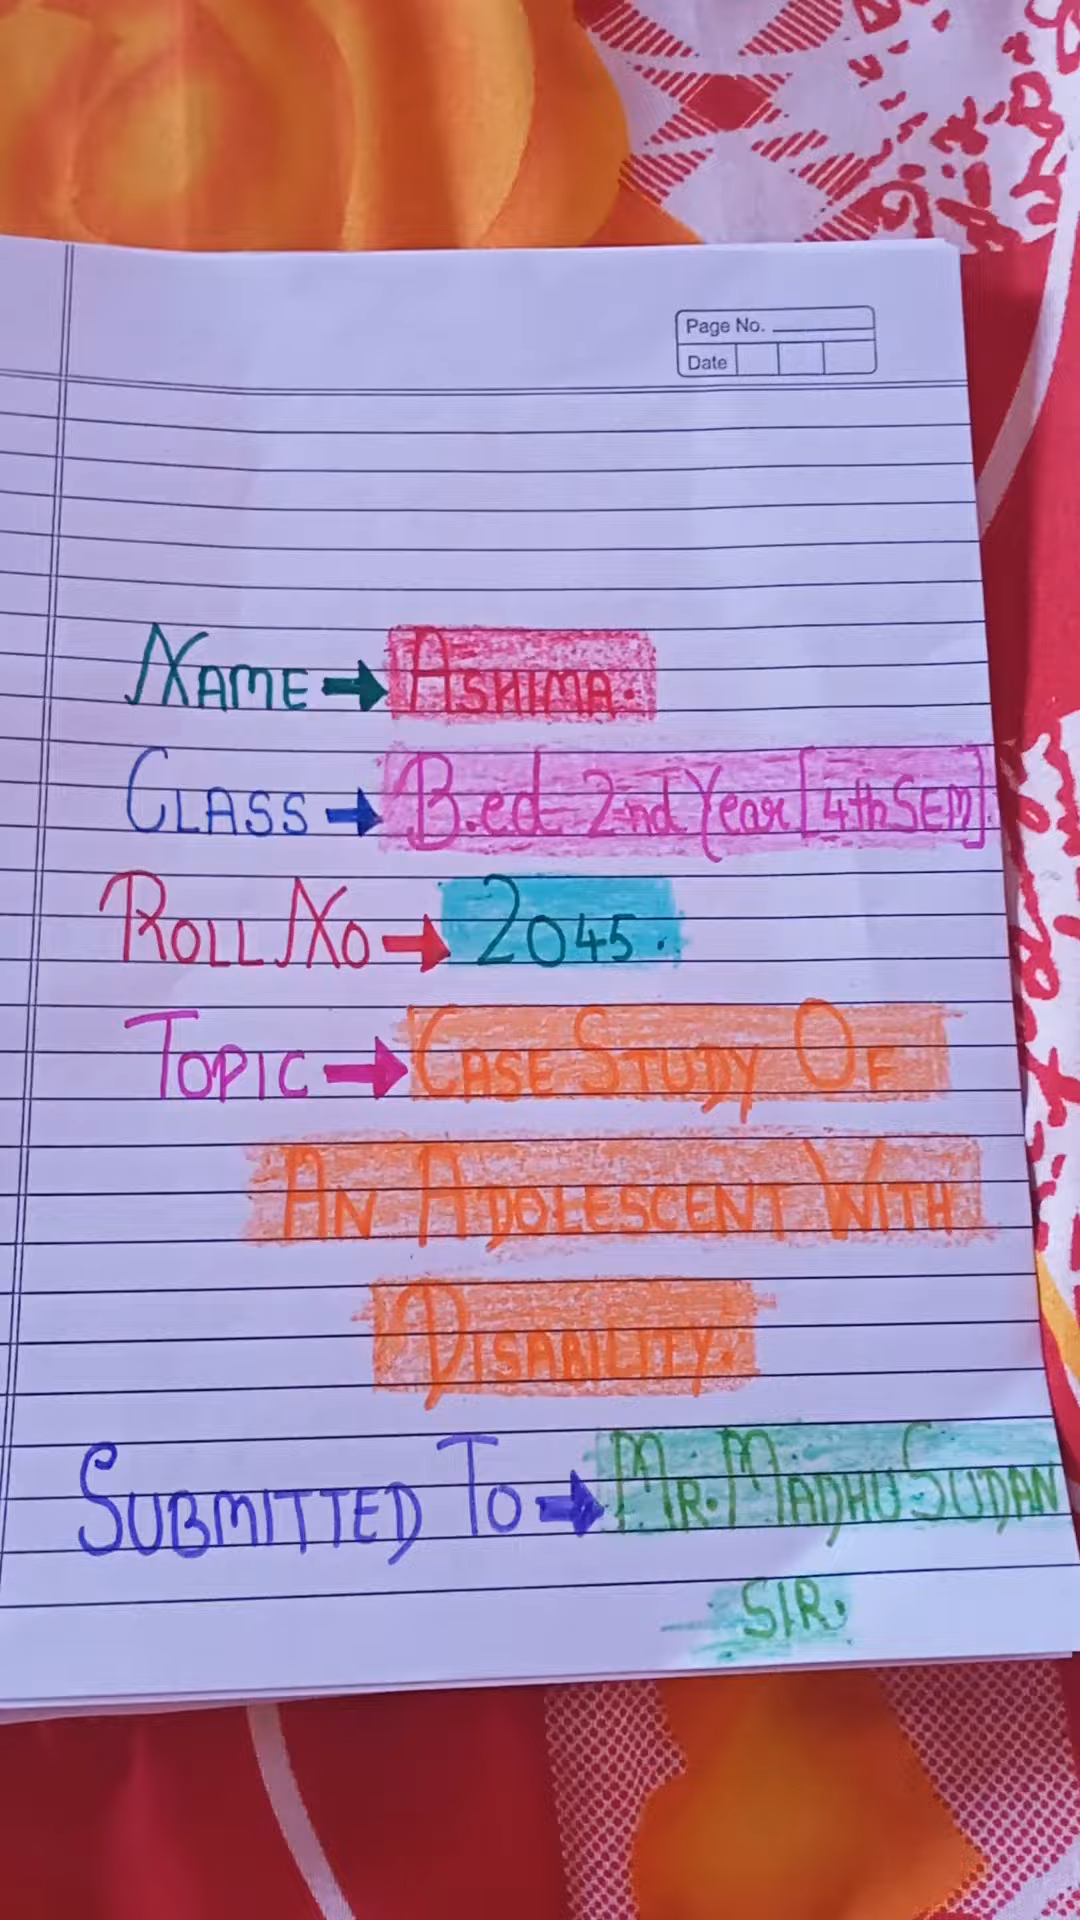 Page No.
Date
NAME → ASHIMA.
CLASS → B.ed 2nd Year [4th SEM].
ROLL NO → 2045.
TOPIC → CASE STUDY OF
AN ADOLESCENT WITH
DISABILITY.
SUBMITTED TO → MR. MADHU SUDAN
SIR.